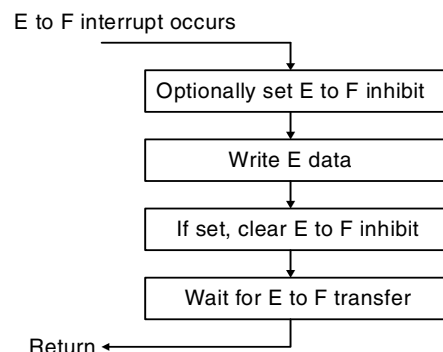 E to F interrupt occurs
Optionally set E to F inhibit
Write E data
If set, clear E to F inhibit
Wait for E to F transfer
Return